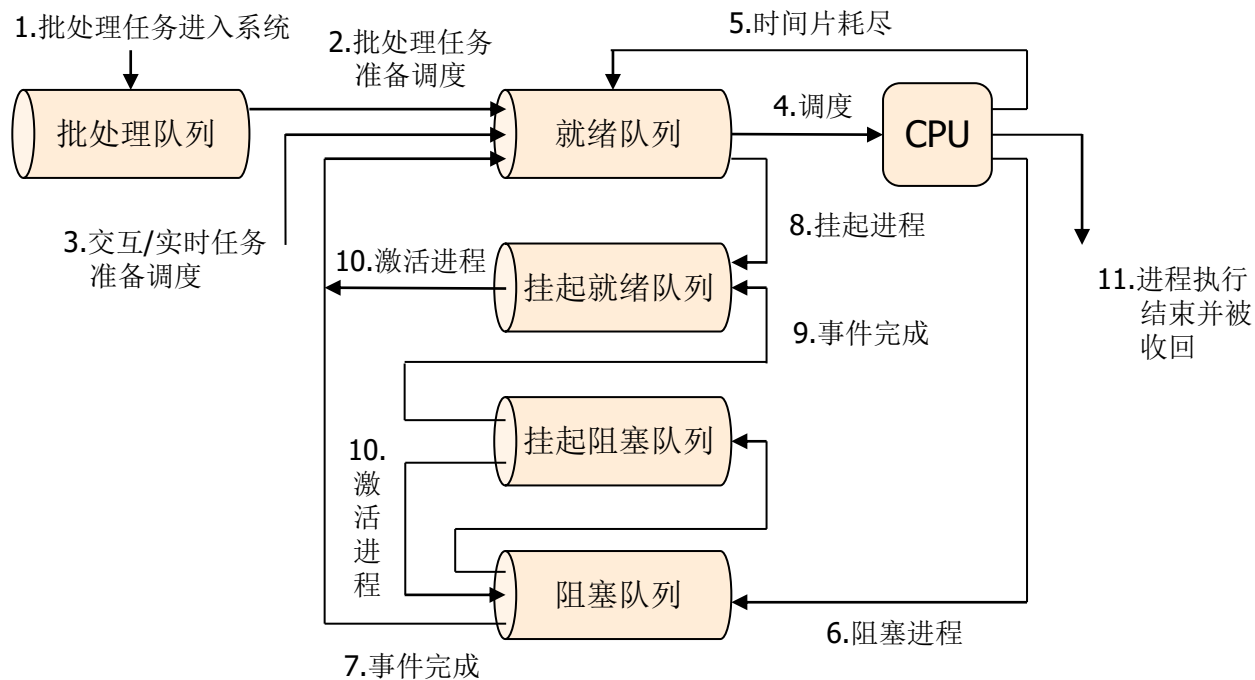 1.批处理任务进入系统
5.时间片耗尽
2.批处理任务
准备调度
4.调度
批处理队列
就绪队列
CPU
3.交互/实时任务
准备调度
8.挂起进程
10.激活进程
挂起就绪队列
11.进程执行
结束并被
收回
9.事件完成
挂起阻塞队列
10.
激
活
进
程
阻塞队列
6.阻塞进程
7.事件完成